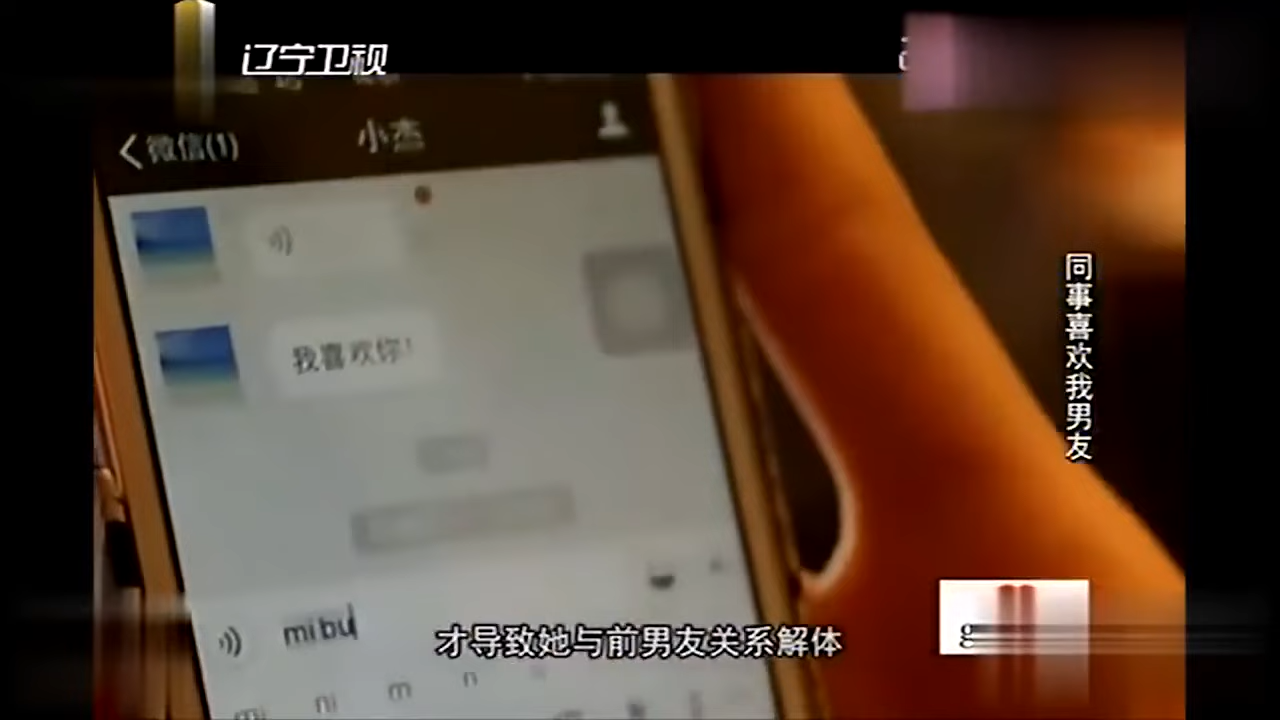 辽宁卫视
微信(1)
小杰
我喜欢你!
同事喜欢我男友
mi bu
才导致她与前男友关系解体
ni
m
n
g